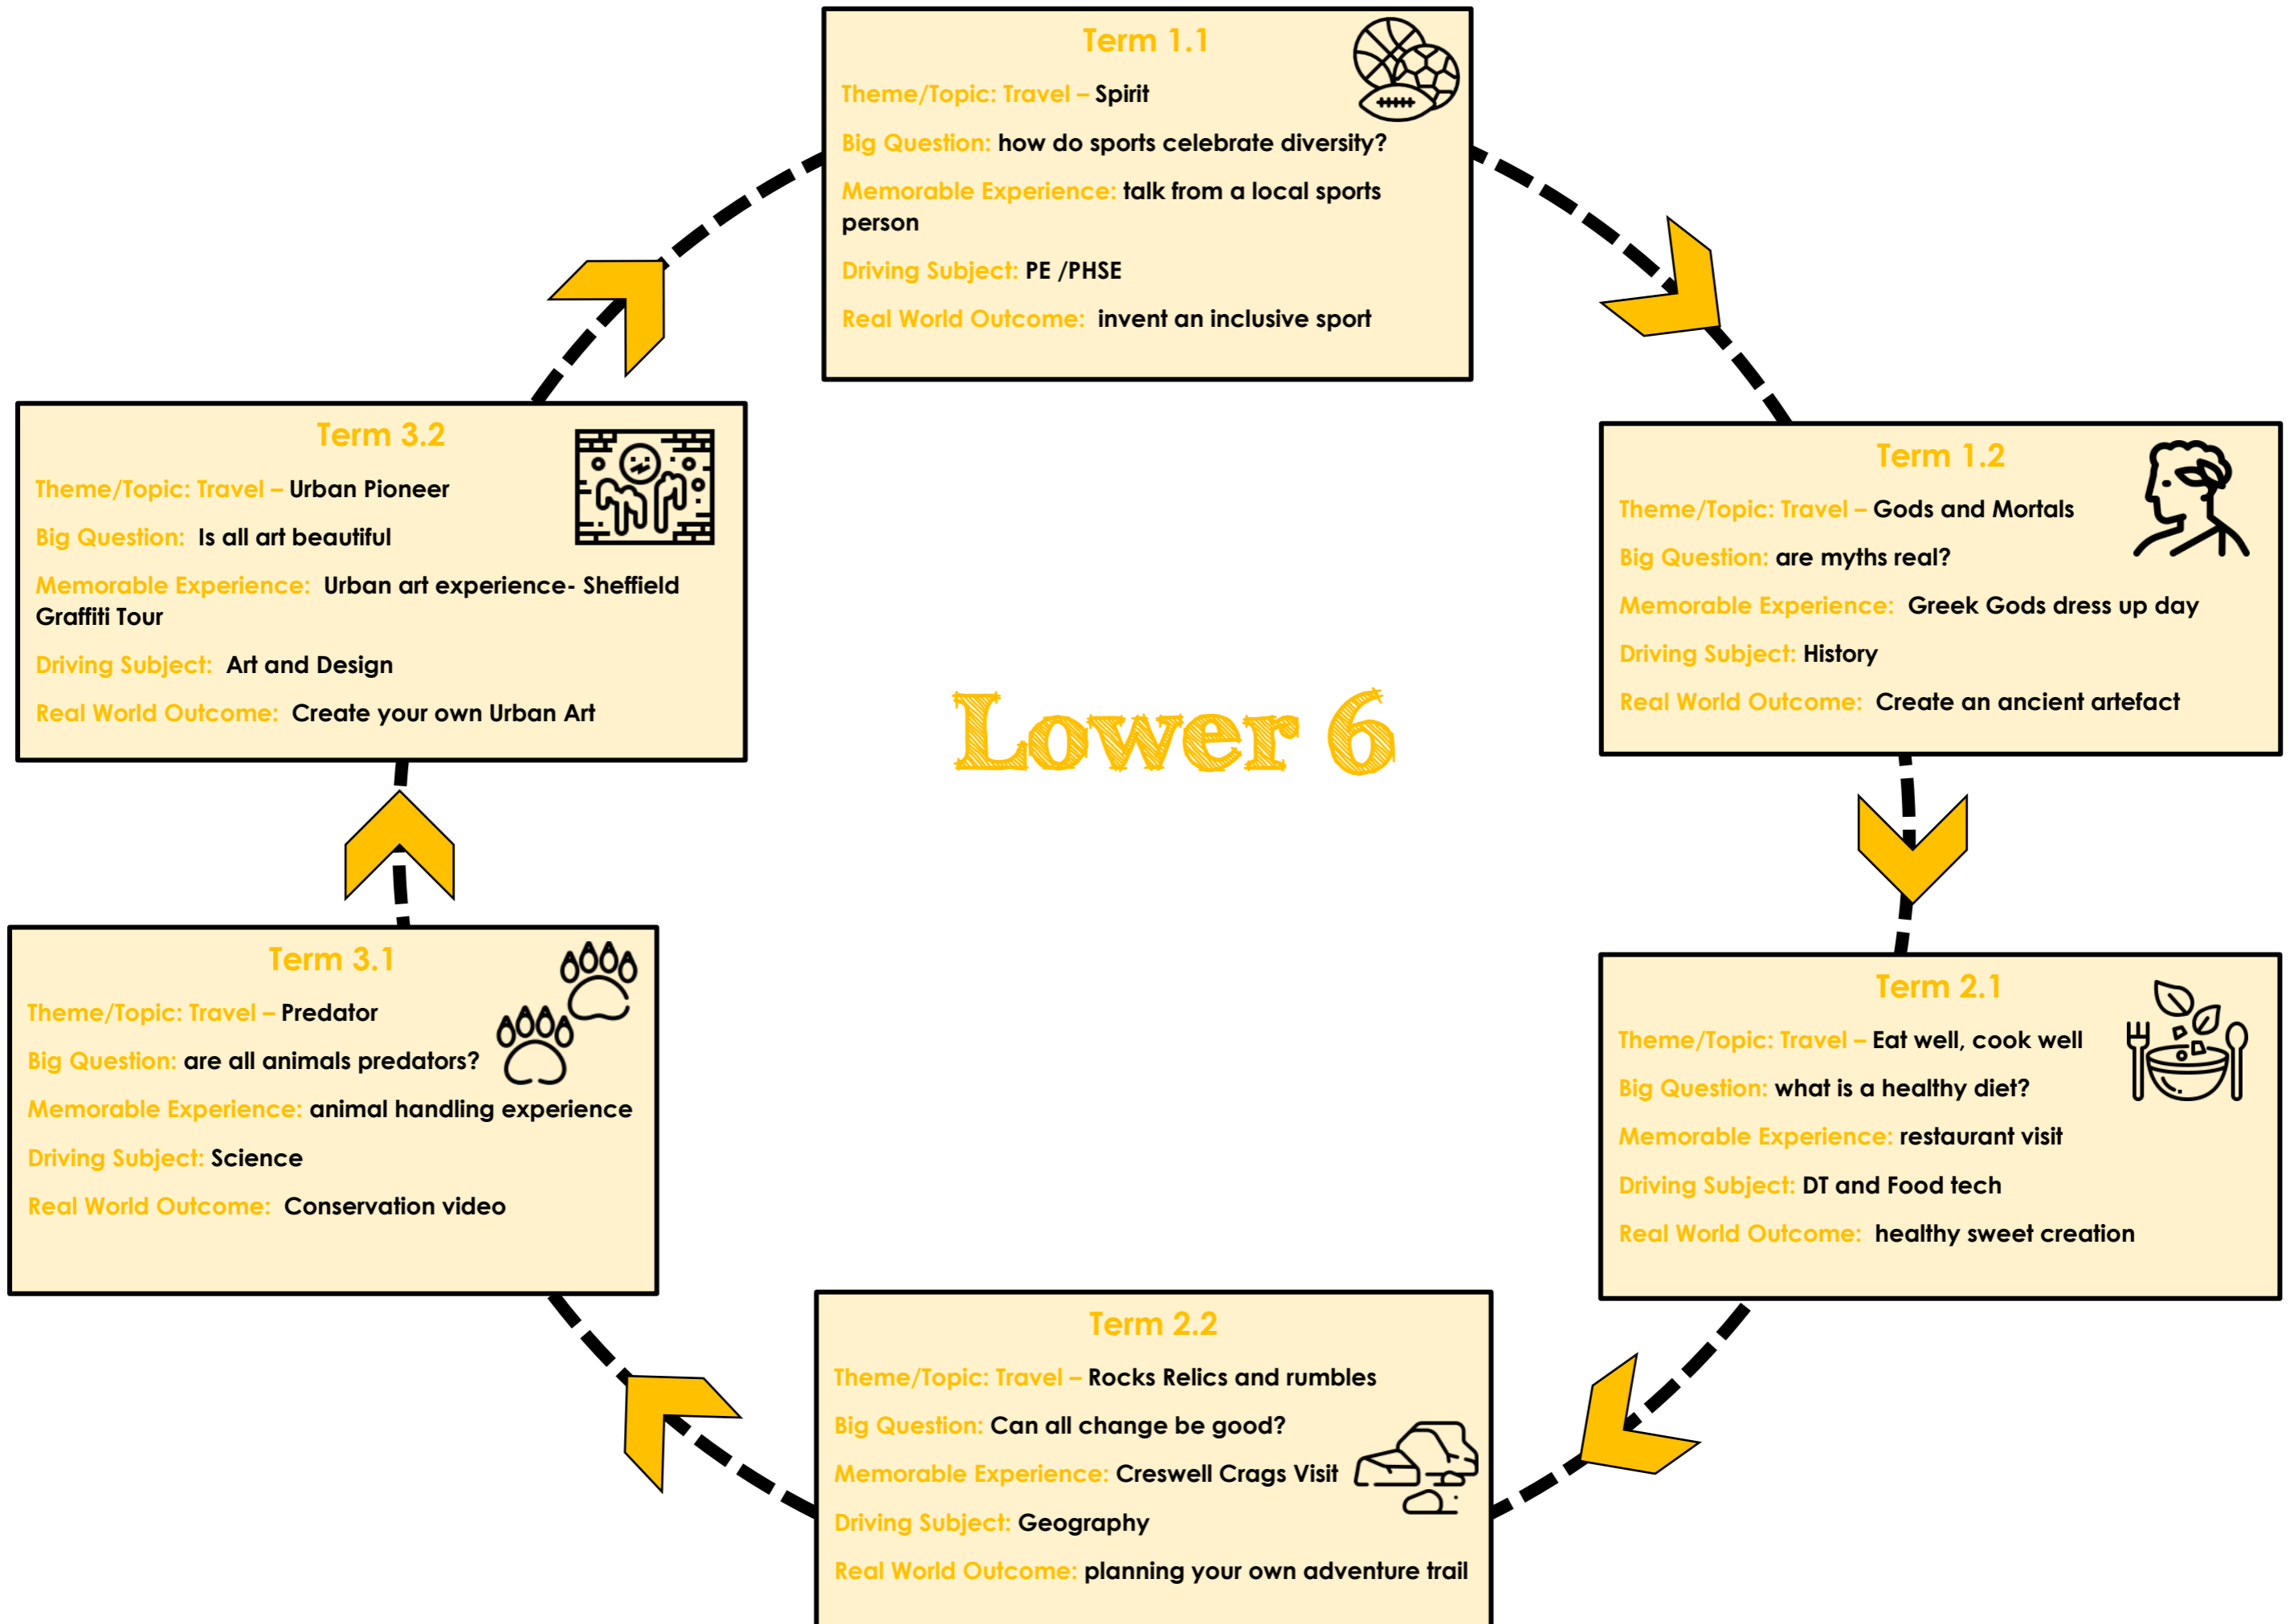 Term 1.1
Theme/Topic: Travel – Spirit
Big Question: how do sports celebrate diversity?
Memorable Experience: talk from a local sports
person
Driving Subject: PE /PHSE
Real World Outcome: invent an inclusive sport
Term 1.2
Theme/Topic: Travel – Gods and Mortals
Big Question: are myths real?
Memorable Experience: Greek Gods dress up day
Driving Subject: History
Real World Outcome: Create an ancient artefact
Term 2.1
Theme/Topic: Travel – Eat well, cook well
Big Question: what is a healthy diet?
Memorable Experience: restaurant visit
Driving Subject: DT and Food tech
Real World Outcome: healthy sweet creation
Term 2.2
Theme/Topic: Travel – Rocks Relics and rumbles
Big Question: Can all change be good?
Memorable Experience: Creswell Crags Visit
Driving Subject: Geography
Real World Outcome: planning your own adventure trail
Term 3.1
Theme/Topic: Travel – Predator
Big Question: are all animals predators?
Memorable Experience: animal handling experience
Driving Subject: Science
Real World Outcome: Conservation video
Term 3.2
Theme/Topic: Travel – Urban Pioneer
Big Question: Is all art beautiful
Memorable Experience: Urban art experience- Sheffield
Graffiti Tour
Driving Subject: Art and Design
Real World Outcome: Create your own Urban Art
Lower 6